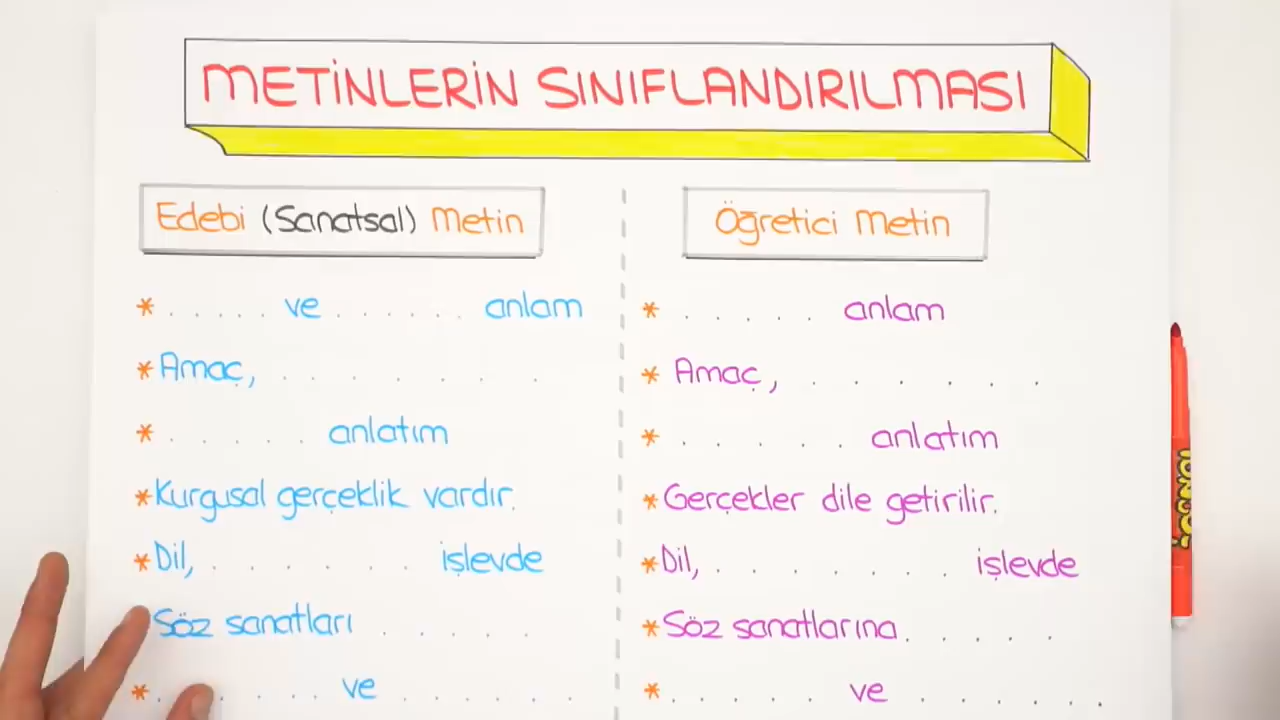 METİNLERİN SINIFLANDIRILMASI
Edebi (Sanatsal) Metin
* . . . . . ve . . . . . . anlam
* Amaç, . . . . . . .
* . . . . . anlatım
* Kurgusal gerçeklik vardır.
* Dil, . . . . . . . işlevde
Söz sanatları . . . . .
* . . . . . ve . . . . . .
Öğretici Metin
* . . . . . anlam
* Amaç, . . . . . .
* . . . . . anlatım
* Gerçekler dile getirilir.
* Dil, . . . . . . . işlevde
* Söz sanatlarına . . . . .
* . . . . . . ve . . . . . .